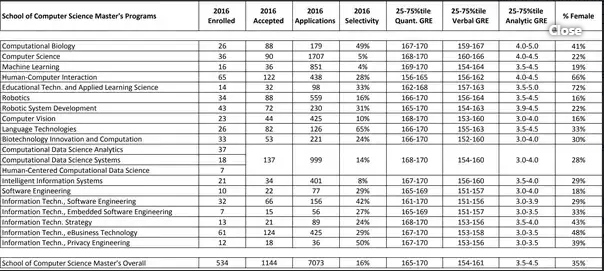 School of Computer Science Master's Programs 2016 Enrolled 2016 Accepted 2016 Applications 2016 Selectivity 25-75%tile Quant. GRE 25-75%tile Verbal GRE 25-75%tile Analytic GRE % Female
Close
Computational Biology 26 88 179 49% 167-170 159-167 4.0-5.0 41%
Computer Science 36 90 1707 5% 168-170 160-166 4.0-4.5 22%
Machine Learning 16 36 851 4% 169-170 154-164 3.5-4.5 19%
Human-Computer Interaction 65 122 438 28% 156-165 156-162 4.0-4.5 66%
Educational Techn. and Applied Learning Science 14 32 98 33% 162-168 157-163 3.5-5.0 72%
Robotics 34 88 559 16% 167-170 156-164 3.5-4.5 16%
Robotic System Development 43 72 230 31% 165-170 154-163 3.9-4.5 22%
Computer Vision 23 44 425 10% 168-170 153-160 3.0-4.0 16%
Language Technologies 26 82 126 65% 166-170 155-163 3.5-4.5 33%
Biotechnology Innovation and Computation 33 53 221 24% 166-170 152-160 3.0-4.0 30%
Computational Data Science Analytics 37
Computational Data Science Systems 18 137 999 14% 168-170 154-160 3.0-4.0 28%
Human-Centered Computational Data Science 7
Intelligent Information Systems 21 34 401 8% 167-170 156-160 3.5-4.0 29%
Software Engineering 10 22 77 29% 165-169 151-157 3.0-4.0 18%
Information Techn., Software Engineering 32 66 156 42% 161-170 151-156 3.0-3.9 29%
Information Techn., Embedded Software Engineering 7 15 56 27% 165-169 151-157 3.0-3.5 33%
Information Techn. Strategy 13 21 89 24% 168-170 153-156 3.5-4.0 43%
Information Techn., eBusiness Technology 61 124 425 29% 167-170 153-158 3.0-3.5 48%
Information Techn., Privacy Engineering 12 18 36 50% 167-170 153-156 3.0-3.5 39%
School of Computer Science Master's Overall 534 1144 7073 16% 165-170 154-161 3.5-4.5 35%